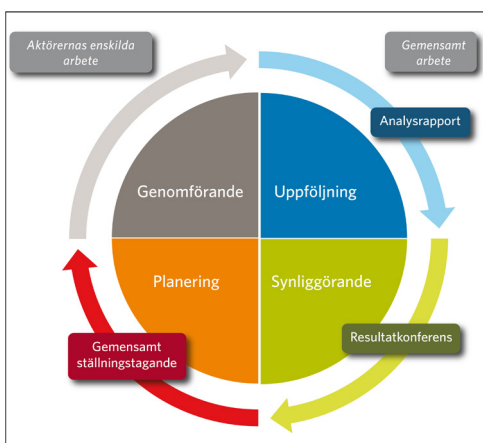 Aktörernas enskilda
arbete
Gemensamt
arbete
Analysrapport
Genomförande
Uppföljning
Planering
Synliggörande
Gemensamt
ställningstagande
Resultatkonferens